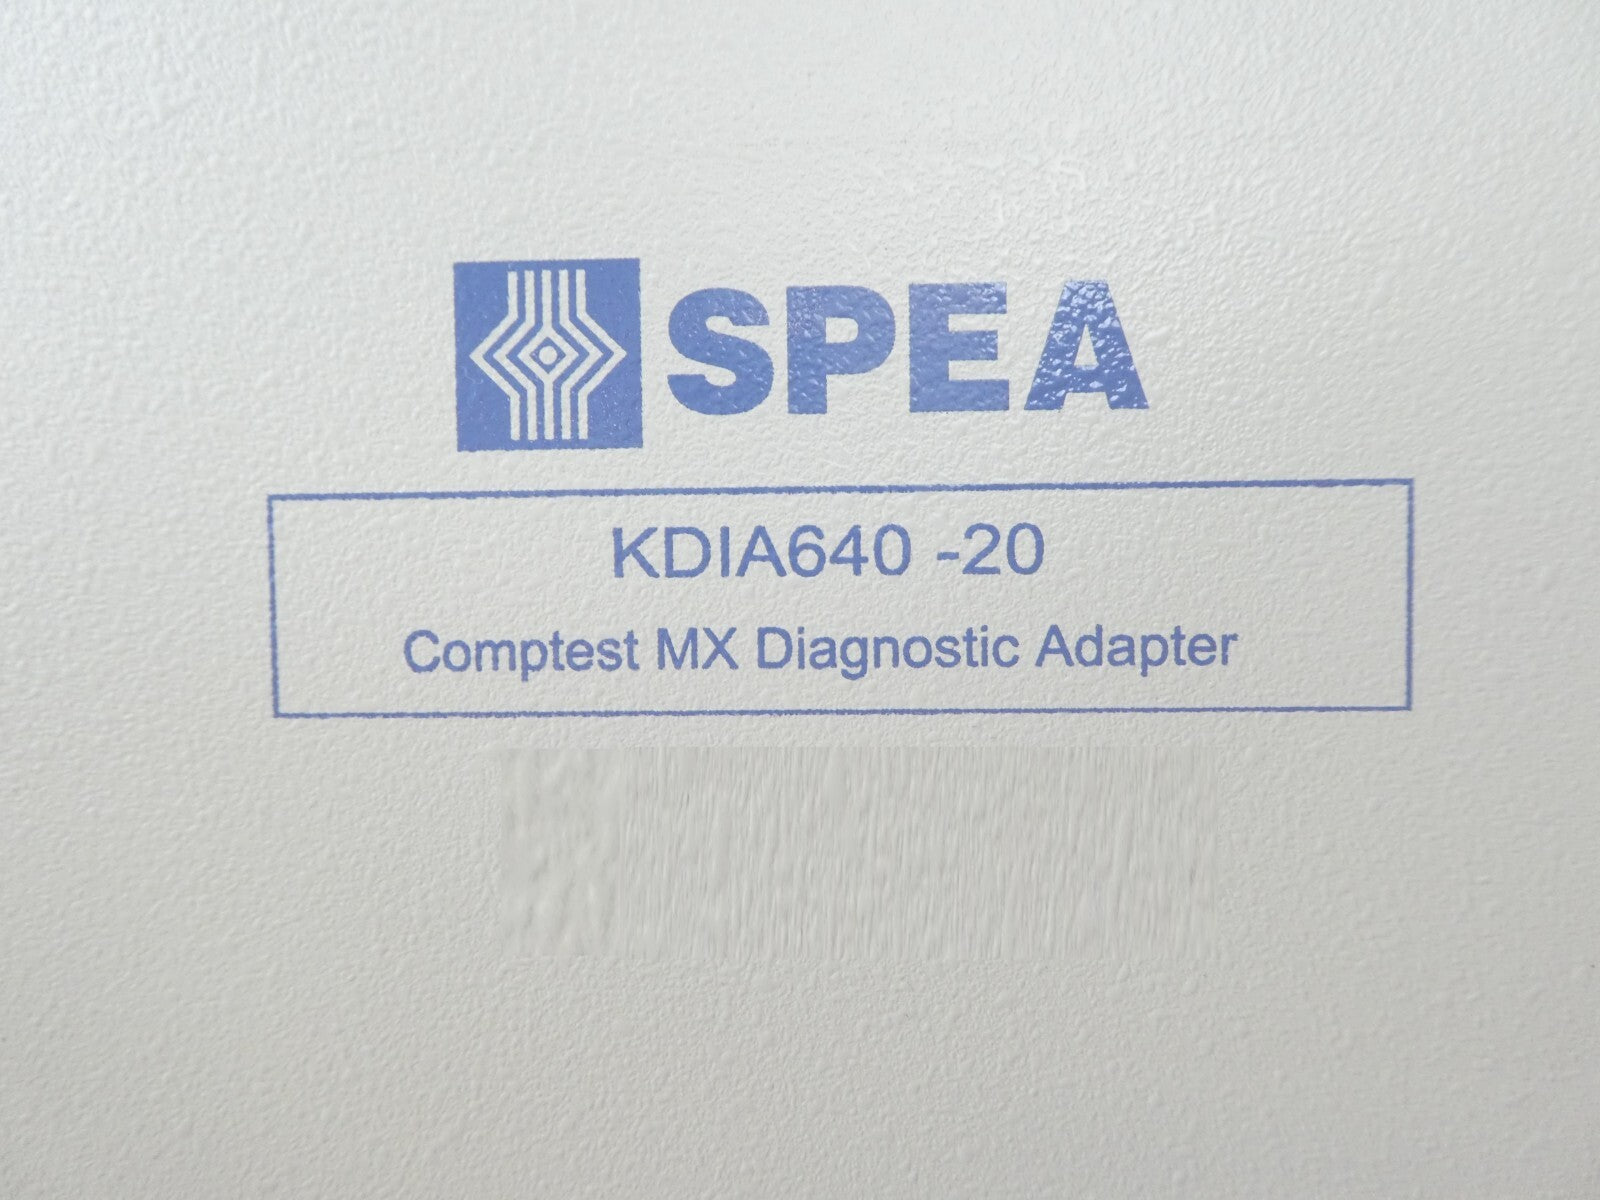 SPEA
KDIA640 -20
Comptest MX Diagnostic Adapter